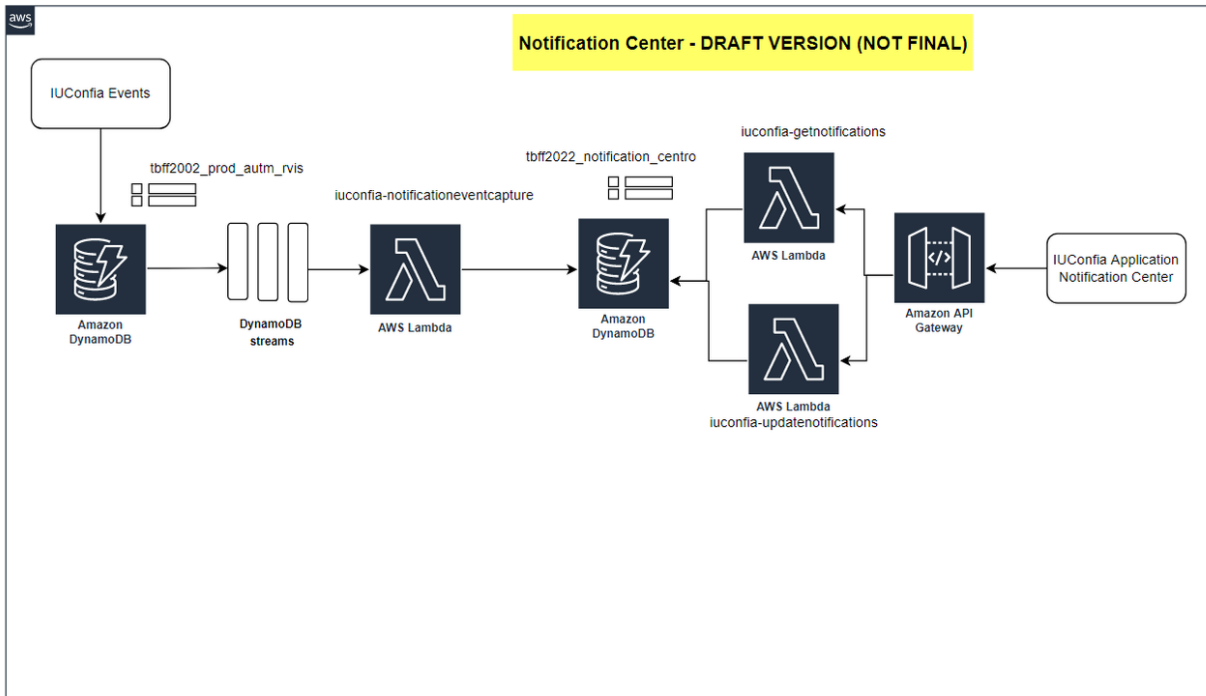 aws
Notification Center - DRAFT VERSION (NOT FINAL)
IUConfia Events
tbff2002_prod_autm_rvis
iuconfia-notificationeventcapture
tbff2022_notification_centro
iuconfia-getnotifications
Amazon
DynamoDB
DynamoDB
streams
AWS Lambda
Amazon
DynamoDB
AWS Lambda
AWS Lambda
iuconfia-updatenotifications
</>
Amazon API
Gateway
IUConfia Application
Notification Center